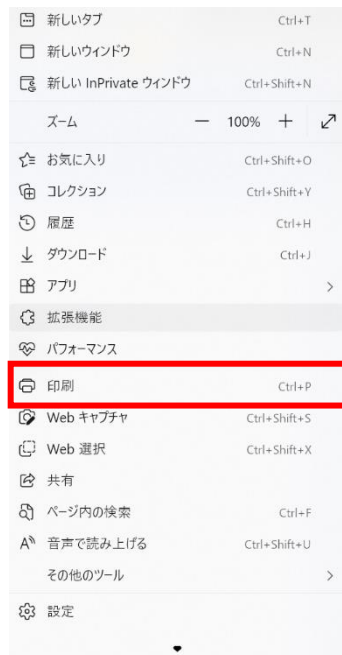 新しいタブ Ctrl+T
新しいウィンドウ Ctrl+N
新しい InPrivate ウィンドウ Ctrl+Shift+N
ズーム — 100% +
お気に入り Ctrl+Shift+O
コレクション Ctrl+Shift+Y
履歴 Ctrl+H
ダウンロード Ctrl+J
アプリ >
拡張機能
パフォーマンス
印刷 Ctrl+P
Web キャプチャ Ctrl+Shift+S
Web 選択 Ctrl+Shift+X
共有
ページ内の検索 Ctrl+F
音声で読み上げる Ctrl+Shift+U
その他のツール >
設定